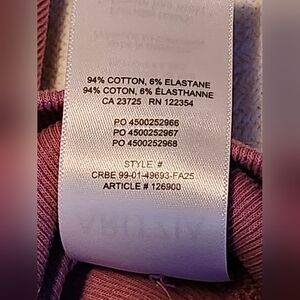 94% COTTON, 6% ELASTANE
94% COTON, 6% ÉLASTHANNE
CA 23725 RN 122354
PO 4500252966
PO 4500252967
PO 4500252968
STYLE #
CRBE 99-01-49693-FA25
ARTICLE # 126900